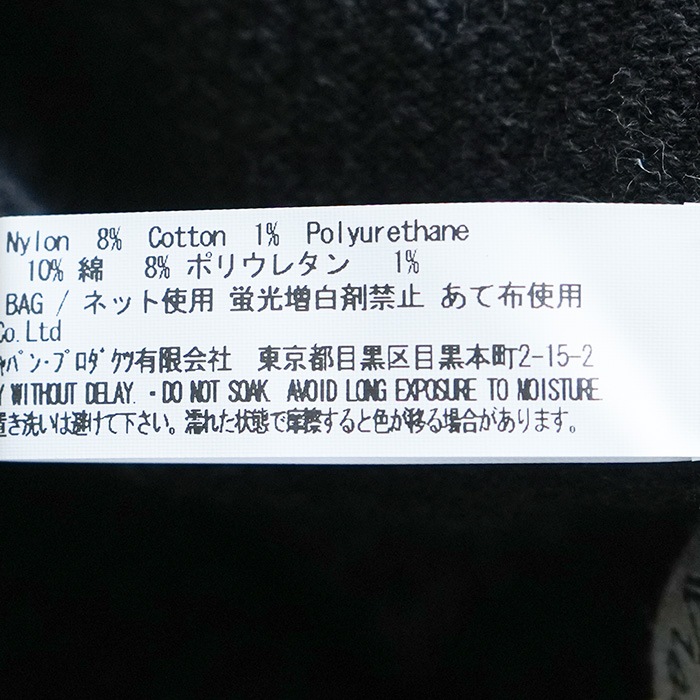 Nylon 8% Cotton 1% Polyurethane
10% 綿 8% ポリウレタン 1%
BAG / ネット使用 蛍光増白剤禁止 あて布使用
Co.Ltd
ャパン・プロダクツ有限会社 東京都目黒区目黒本町2-15-2
Y WITHOUT DELAY. ・DO NOT SOAK. AVOID LONG EXPOSURE TO MOISTURE.
置き洗いは避けて下さい。濡れた状態で摩擦すると色が移る場合があります。